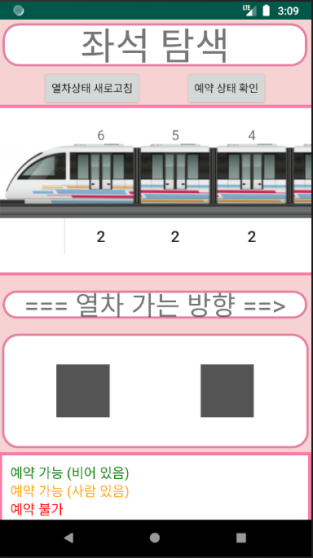 LTE 3:09
좌석 탐색
열차상태 새로고침 예약 상태 확인
6 5 4
2 2 2
=== 열차 가는 방향 ==>
예약 가능 (비어 있음)
예약 가능 (사람 있음)
예약 불가